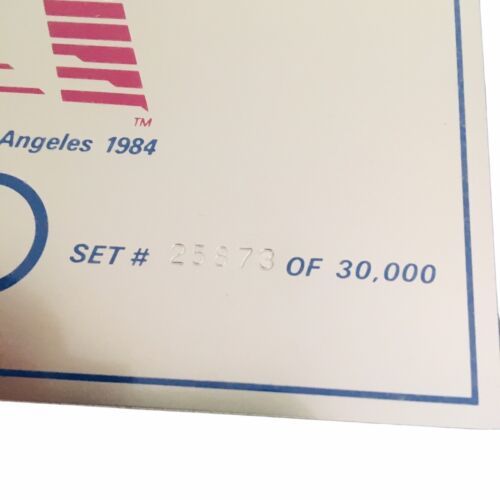 TM
Angeles 1984
SET # 25873 OF 30,000